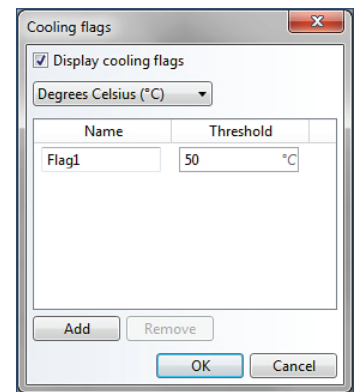 Cooling flags
Display cooling flags
Degrees Celsius (°C)
Name Threshold
Flag1 50 °C
Add Remove
OK Cancel